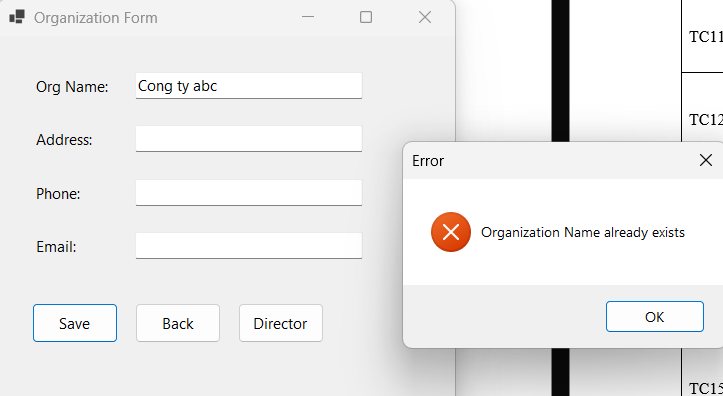 Organization Form
Org Name: Cong ty abc
Address:
Phone:
Email:
Save Back Director
TC11
TC12
Error
Organization Name already exists
OK
TC15